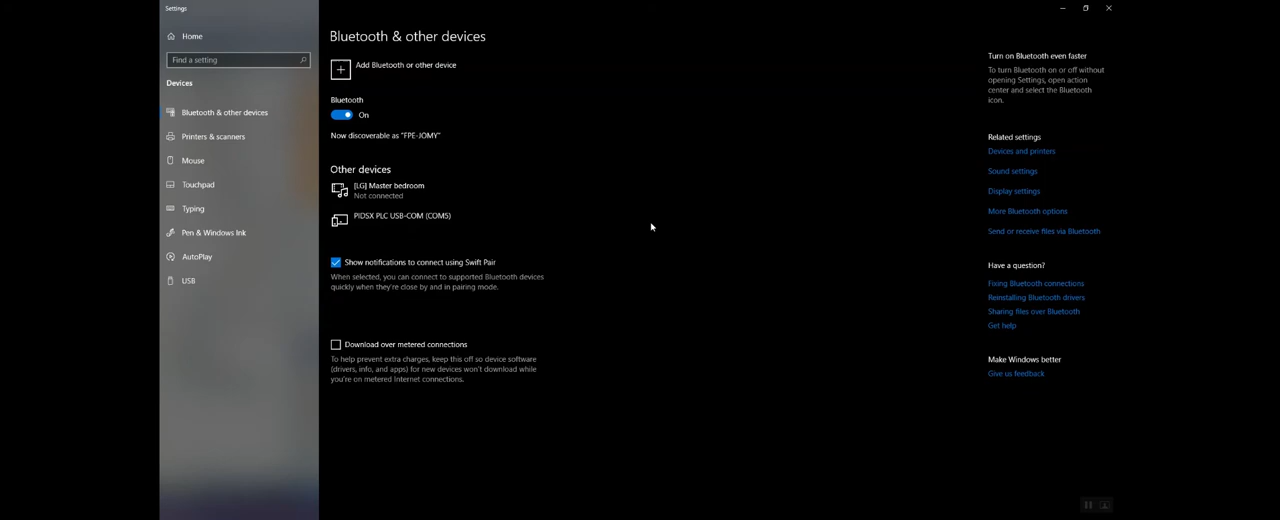 Settings
Home
Find a setting
Devices
Bluetooth & other devices
Printers & scanners
Mouse
Touchpad
Typing
Pen & Windows Ink
AutoPlay
USB
Bluetooth & other devices
Add Bluetooth or other device
Bluetooth
On
Now discoverable as "FPE-JOMY"
Other devices
[LG] Master bedroom
Not connected
PIDSX PLC USB-COM (COM5)
Show notifications to connect using Swift Pair
When selected, you can connect to supported Bluetooth devices
quickly when they're close by and in pairing mode.
Download over metered connections
To help prevent extra charges, keep this off so device software
(drivers, info, and apps) for new devices won't download while
you're on metered Internet connections.
Turn on Bluetooth even faster
To turn Bluetooth on or off without
opening Settings, open action
center and select the Bluetooth
icon.
Related settings
Devices and printers
Sound settings
Display settings
More Bluetooth options
Send or receive files via Bluetooth
Have a question?
Fixing Bluetooth connections
Reinstalling Bluetooth drivers
Sharing files over Bluetooth
Get help
Make Windows better
Give us feedback